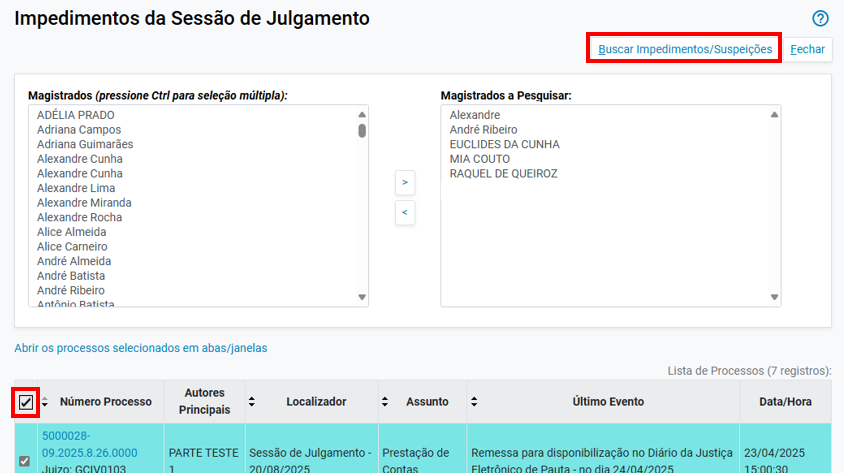 Impedimentos da Sessão de Julgamento
?
Buscar Impedimentos/Suspeições
Fechar
Magistrados (pressione Ctrl para seleção múltipla):
ADÉLIA PRADO
Adriana Campos
Adriana Guimarães
Alexandre Cunha
Alexandre Cunha
Alexandre Lima
Alexandre Miranda
Alexandre Rocha
Alice Almeida
Alice Carneiro
André Almeida
André Batista
André Ribeiro
Antônio Batista
>
<
Magistrados a Pesquisar:
Alexandre
André Ribeiro
EUCLIDES DA CUNHA
MIA COUTO
RAQUEL DE QUEIROZ
Abrir os processos selecionados em abas/janelas
Lista de Processos (7 registros):
Número Processo
Autores
Principais
Localizador
Assunto
Último Evento
Data/Hora
5000028-
09.2025.8.26.0000
Juízo: GCIV0103
PARTE TESTE
1
Sessão de Julgamento -
20/08/2025
Prestação de
Contas
Remessa para disponibilização no Diário da Justiça
Eletrônico de Pauta - no dia 24/04/2025
23/04/2025
15:00:30